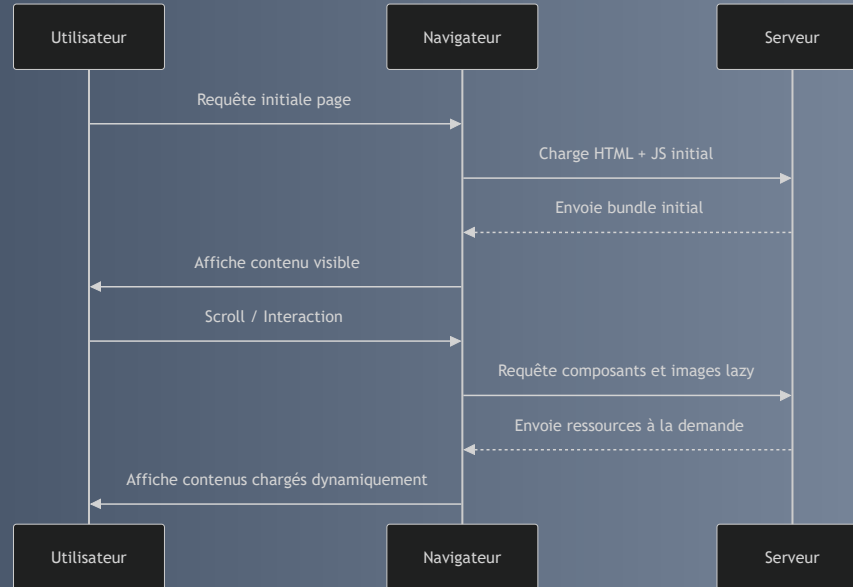 Utilisateur
Navigateur
Serveur
Requête initiale page
Charge HTML + JS initial
Envoie bundle initial
Affiche contenu visible
Scroll / Interaction
Requête composants et images lazy
Envoie ressources à la demande
Affiche contenus chargés dynamiquement
Utilisateur
Navigateur
Serveur